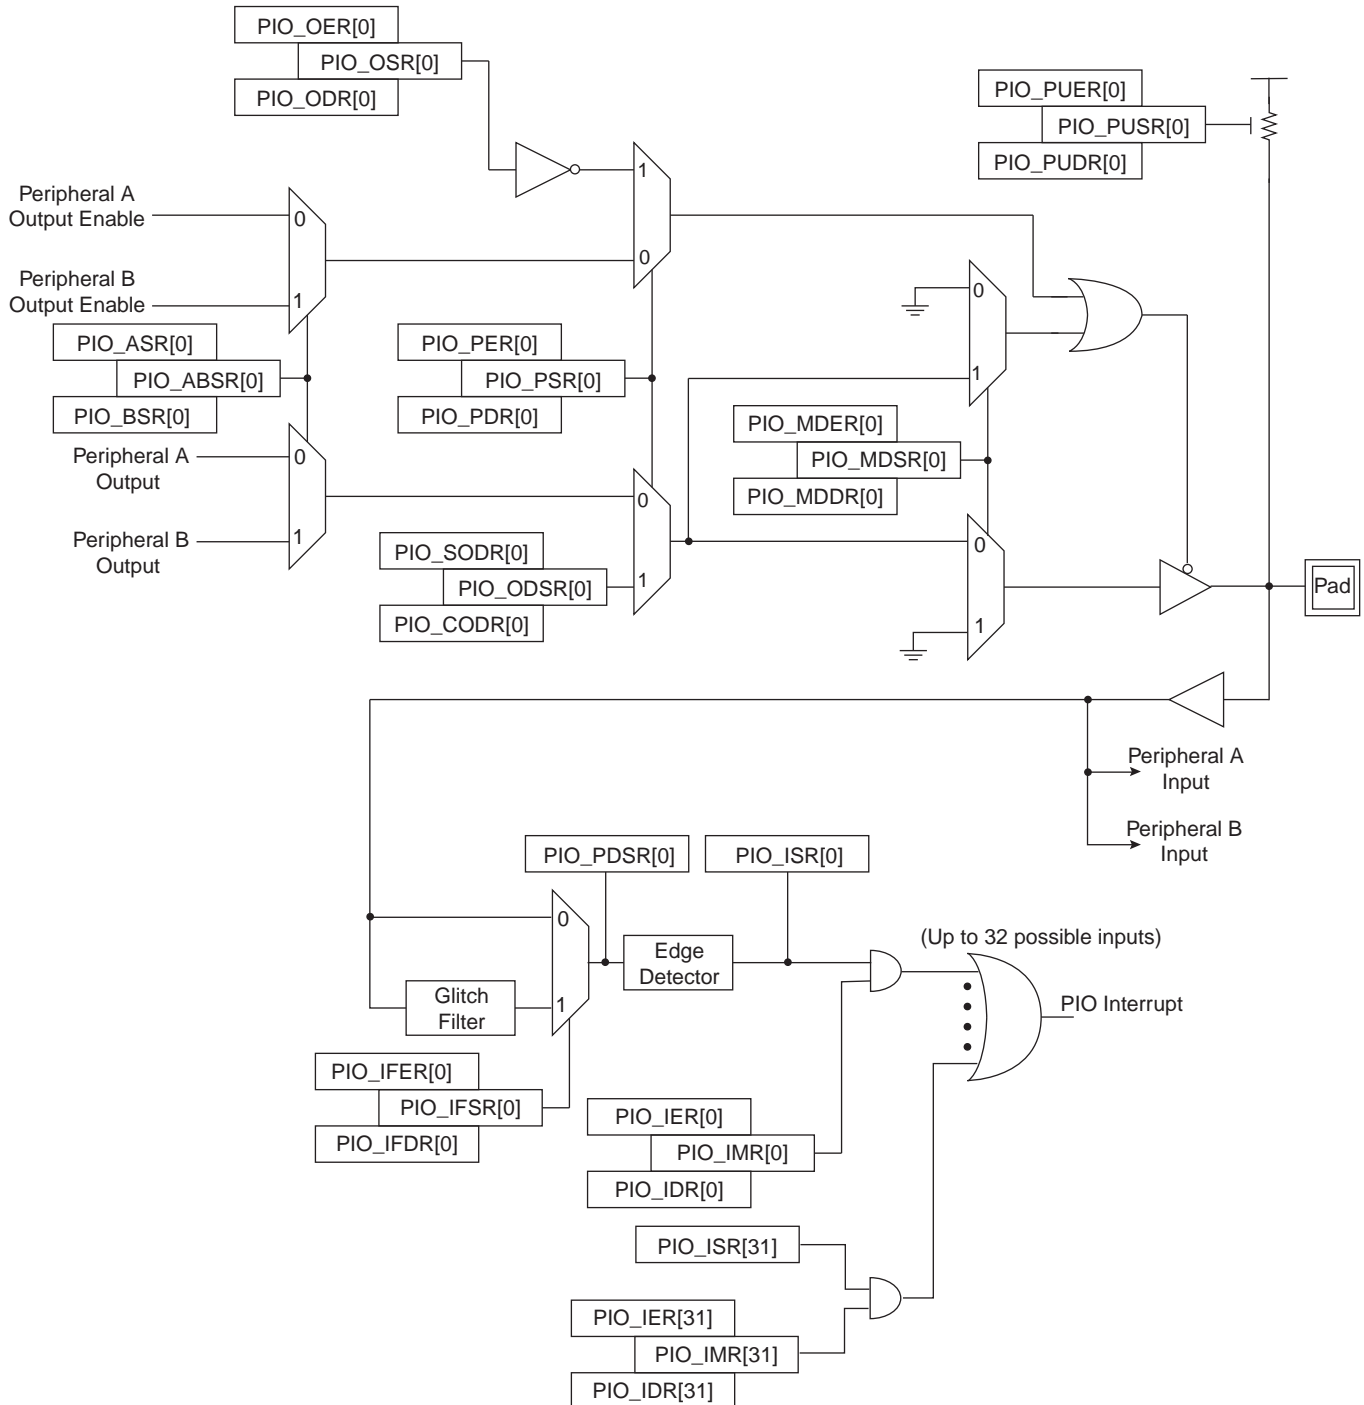 PIO_OER[0]
PIO_OSR[0]
PIO_ODR[0]
PIO_PUER[0]
PIO_PUSR[0]
PIO_PUDR[0]
1
0
Peripheral A
Output Enable
0
Peripheral B
Output Enable
1
0
1
PIO_ASR[0]
PIO_ABSR[0]
PIO_BSR[0]
PIO_PER[0]
PIO_PSR[0]
PIO_PDR[0]
PIO_MDER[0]
PIO_MDSR[0]
PIO_MDDR[0]
Peripheral A
Output
0
Peripheral B
Output
1
0
1
PIO_SODR[0]
PIO_ODSR[0]
PIO_CODR[0]
0
1
Pad
Peripheral A
Input
Peripheral B
Input
PIO_PDSR[0]
PIO_ISR[0]
0
1
Glitch
Filter
Edge
Detector
(Up to 32 possible inputs)
PIO Interrupt
PIO_IFER[0]
PIO_IFSR[0]
PIO_IFDR[0]
PIO_IER[0]
PIO_IMR[0]
PIO_IDR[0]
PIO_ISR[31]
PIO_IER[31]
PIO_IMR[31]
PIO_IDR[31]